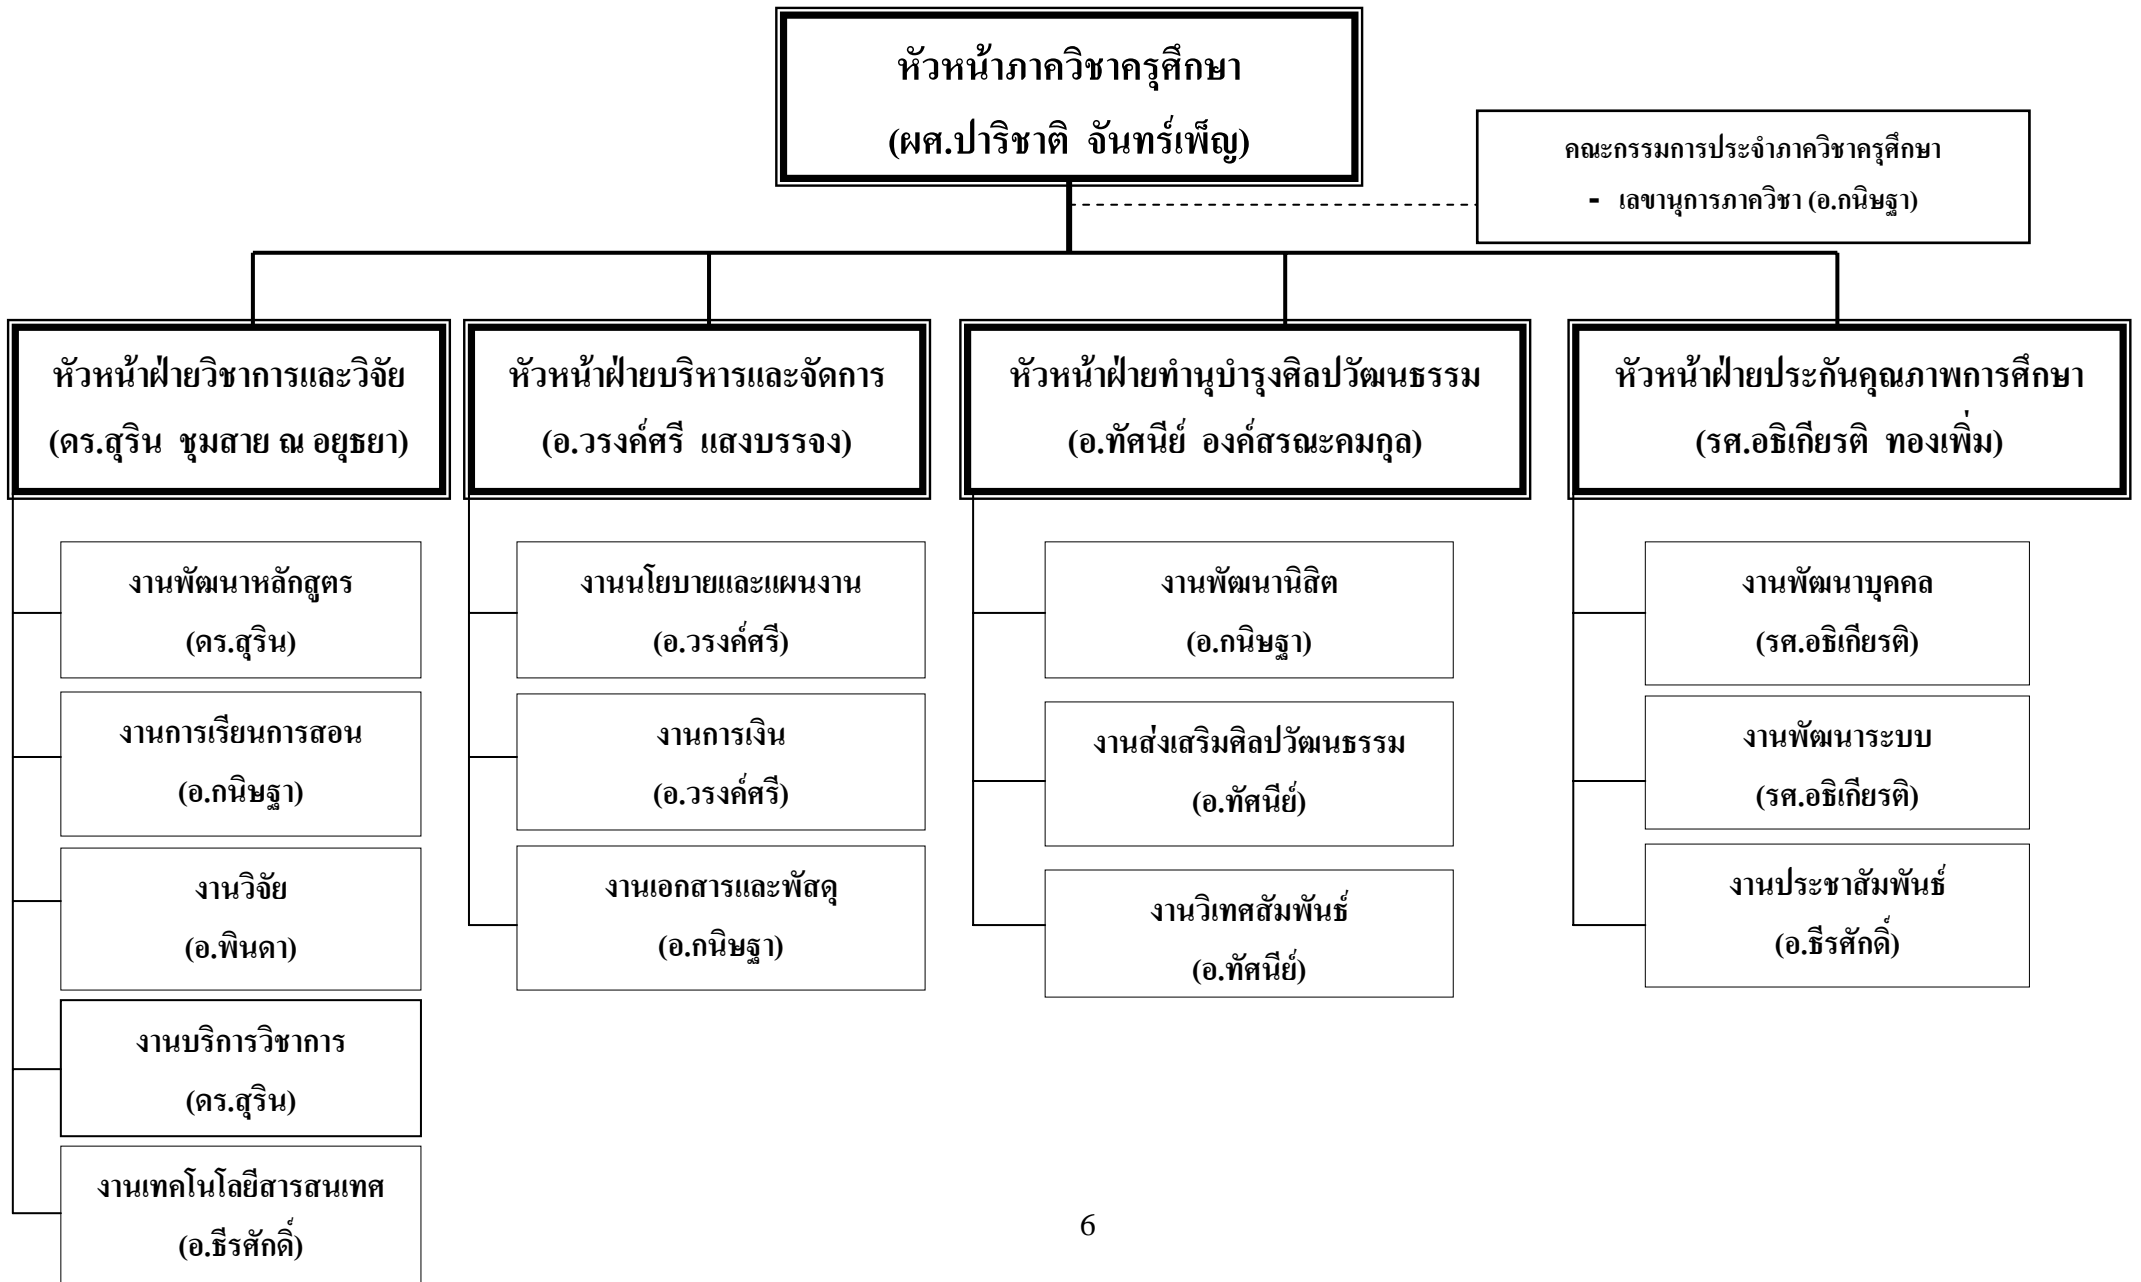 หัวหน้าภาควิชาครุศึกษา
(ผศ.ปาริชาติ จันทร์เพ็ญ)
คณะกรรมการประจำภาควิชาครุศึกษา
- เลขานุการภาควิชา (อ.กนิษฐา)
หัวหน้าฝ่ายวิชาการและวิจัย
(ดร.สุริน ชุมสาย ณ อยุธยา)
งานพัฒนาหลักสูตร
(ดร.สุริน)
งานการเรียนการสอน
(อ.กนิษฐา)
งานวิจัย
(อ.พินดา)
งานบริการวิชาการ
(ดร.สุริน)
งานเทคโนโลยีสารสนเทศ
(อ.ธีรศักดิ์)
หัวหน้าฝ่ายบริหารและจัดการ
(อ.วรงค์ศรี แสงบรรจง)
งานนโยบายและแผนงาน
(อ.วรงค์ศรี)
งานการเงิน
(อ.วรงค์ศรี)
งานเอกสารและพัสดุ
(อ.กนิษฐา)
หัวหน้าฝ่ายทำนุบำรุงศิลปวัฒนธรรม
(อ.ทัศนีย์ องค์สรณะคมกุล)
งานพัฒนานิสิต
(อ.กนิษฐา)
งานส่งเสริมศิลปวัฒนธรรม
(อ.ทัศนีย์)
งานวิเทศสัมพันธ์
(อ.ทัศนีย์)
หัวหน้าฝ่ายประกันคุณภาพการศึกษา
(รศ.อธิเกียรติ ทองเพิ่ม)
งานพัฒนาบุคคล
(รศ.อธิเกียรติ)
งานพัฒนาระบบ
(รศ.อธิเกียรติ)
งานประชาสัมพันธ์
(อ.ธีรศักดิ์)
6